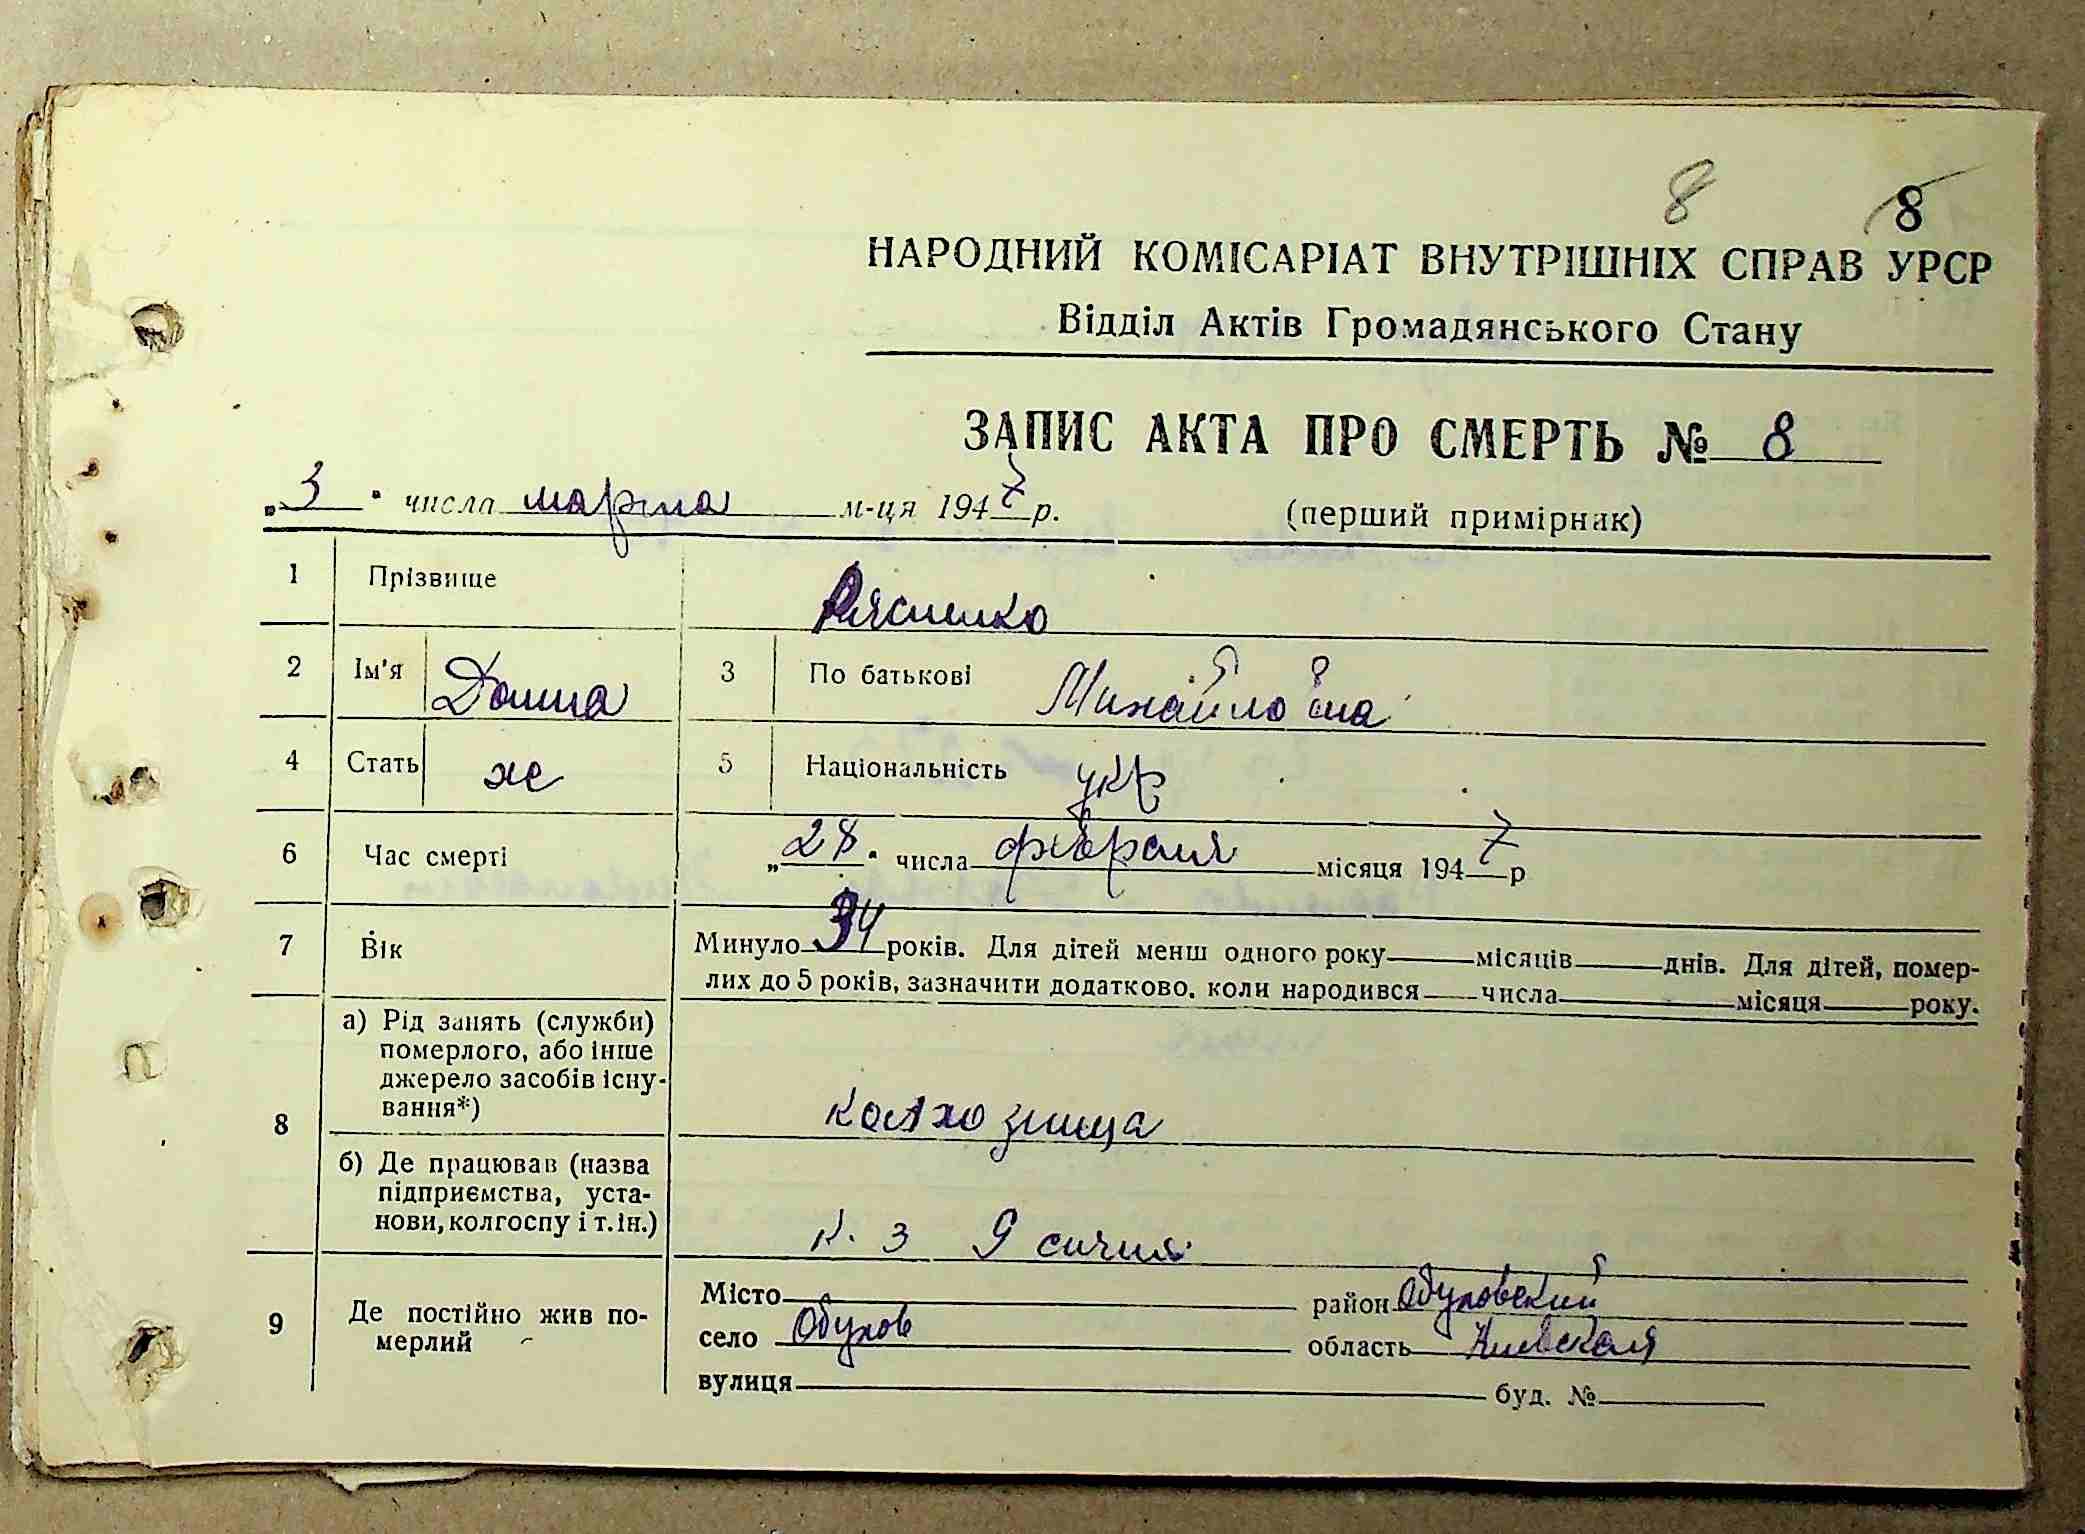 8 8
НАРОДНИЙ КОМІСАРІАТ ВНУТРІШНІХ СПРАВ УРСР
Відділ Актів Громадянського Стану
ЗАПИС АКТА ПРО СМЕРТЬ № 8
„3" числа марта м-ця 1947 р. (перший примірник)
1 Прізвище
2 Ім'я Домна 3 По батькові Михайловна
4 Стать ж 5 Національність укр
6 Час смерті „28" числа февраля місяця 1947 р
7 Вік Минуло 34 років. Для дітей менш одного року місяців днів. Для дітей, помер-
лих до 5 років, зазначити додатково, коли народився числа місяця року.
8 а) Рід занять (служби)
померлого, або інше
джерело засобів існу-
вання*) колхозница
б) Де працював (назва
підприємства, уста-
нови, колгоспу і т. ін.) к. з 9 сичня
9 Де постійно жив по-
мерлий
Місто район Обуховский
село Обухов область Киевская
вулиця буд. №